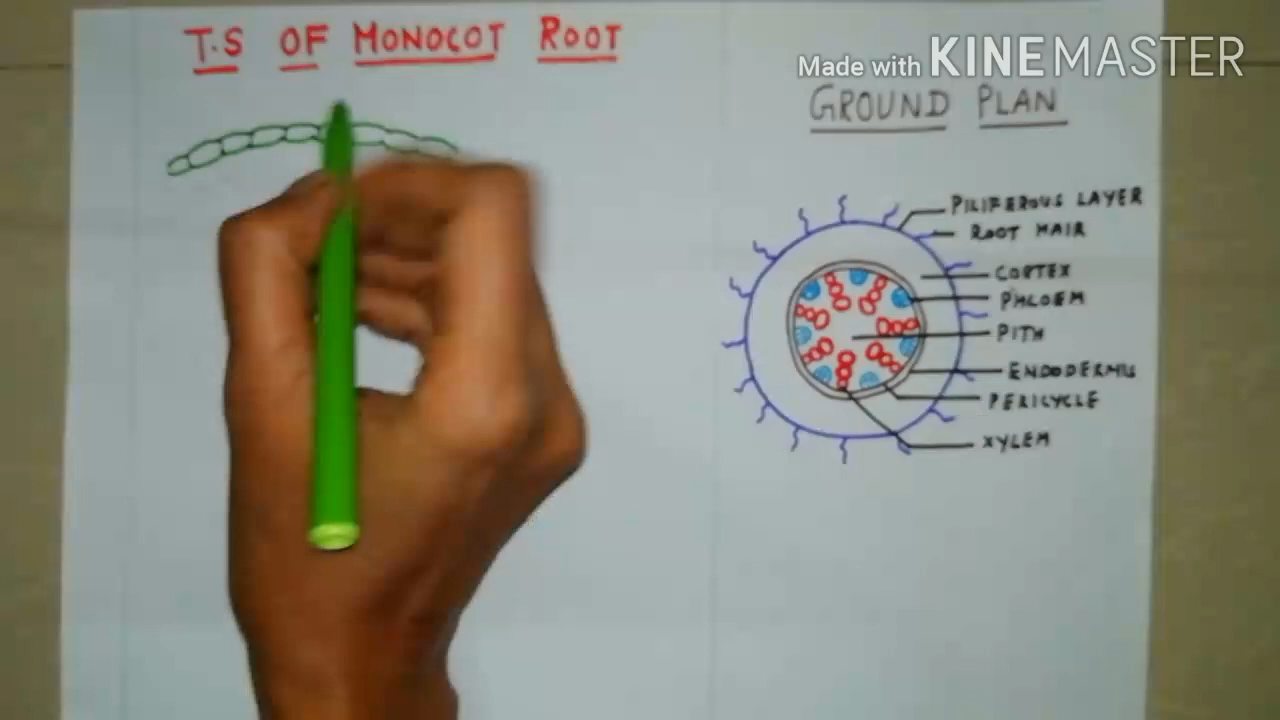 T.S OF MONOCOT ROOT
Made with KINEMASTER
GROUND PLAN
PILIFEROUS LAYER
ROOT HAIR
CORTEX
PHLOEM
PITH
ENDODERMIS
PERICYCLE
XYLEM